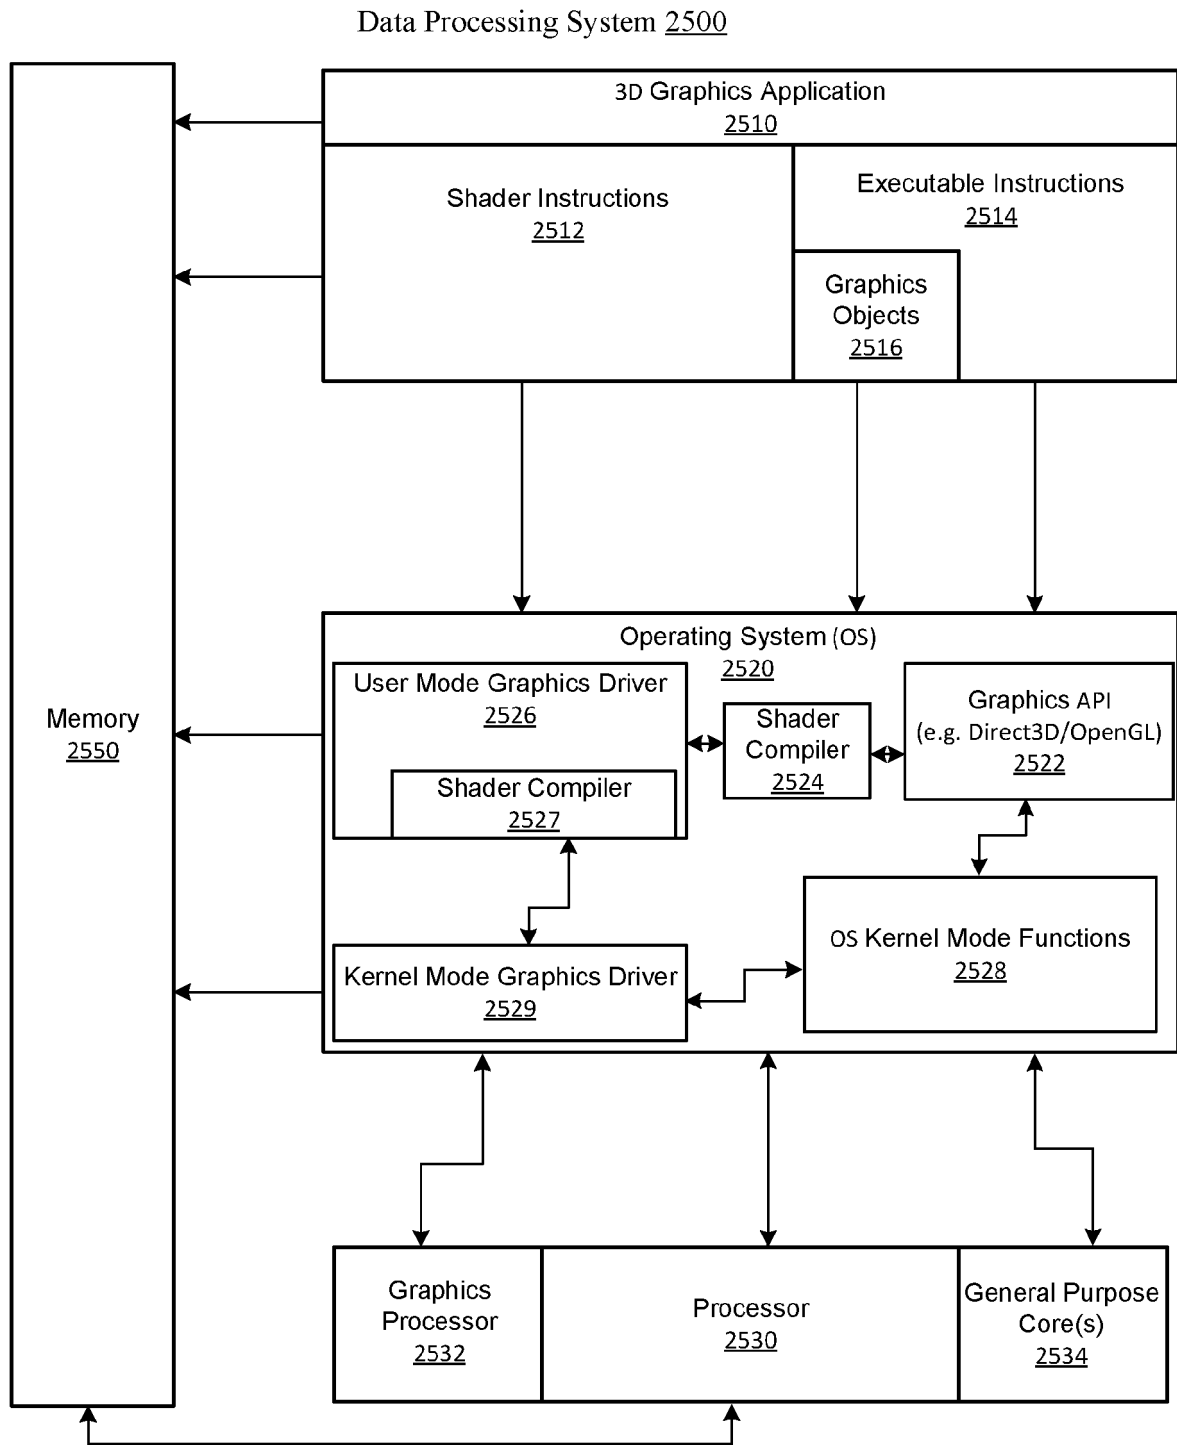 Data Processing System 2500
3D Graphics Application
2510
Shader Instructions
2512
Executable Instructions
2514
Graphics
Objects
2516
Operating System (OS)
2520
User Mode Graphics Driver
2526
Shader Compiler
2527
Shader
Compiler
2524
Graphics API
(e.g. Direct3D/OpenGL)
2522
Memory
2550
OS Kernel Mode Functions
2528
Kernel Mode Graphics Driver
2529
Graphics
Processor
2532
Processor
2530
General Purpose
Core(s)
2534